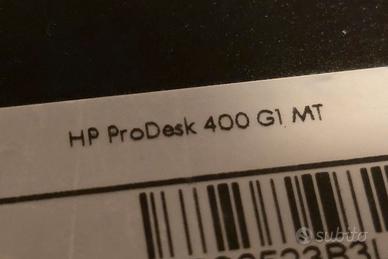 HP ProDesk 400 G1 MT
subito